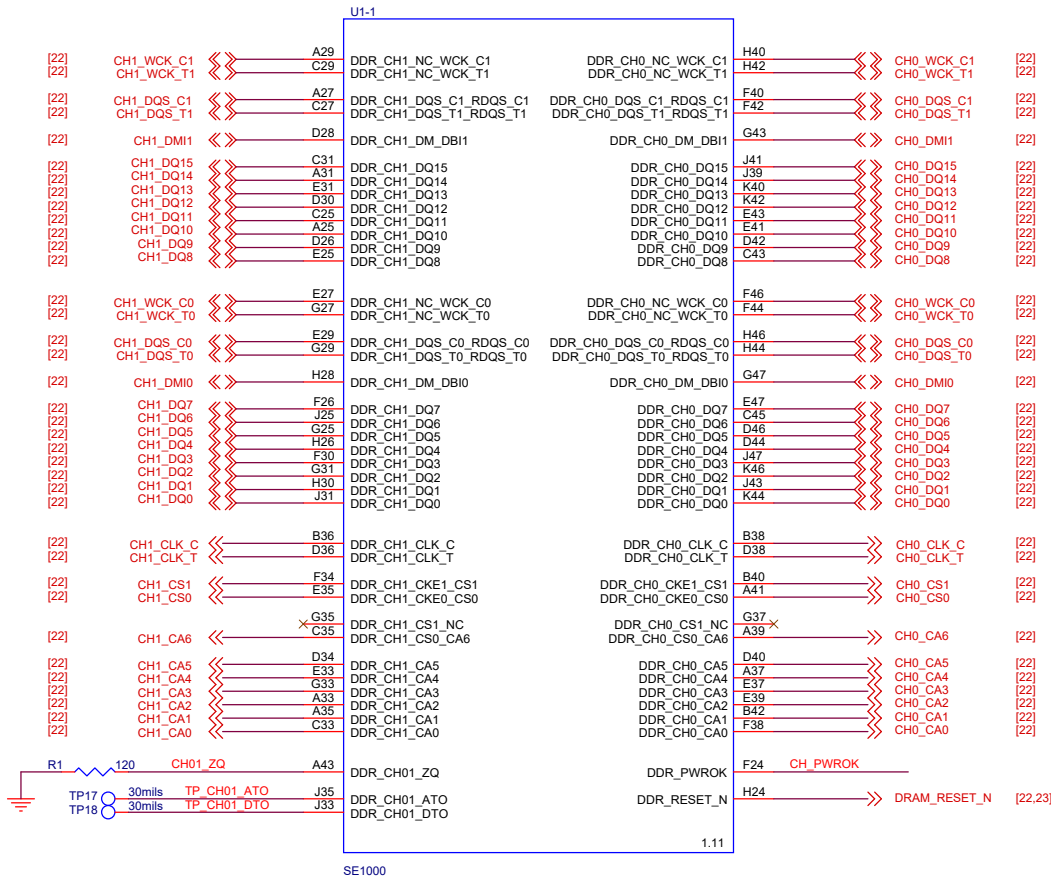 U1-1
[22] CH1_WCK_C1 A29 DDR_CH1_NC_WCK_C1 DDR_CH0_NC_WCK_C1 H40 CH0_WCK_C1 [22]
[22] CH1_WCK_T1 C29 DDR_CH1_NC_WCK_T1 DDR_CH0_NC_WCK_T1 H42 CH0_WCK_T1 [22]
[22] CH1_DQS_C1 A27 DDR_CH1_DQS_C1_RDQS_C1 DDR_CH0_DQS_C1_RDQS_C1 F40 CH0_DQS_C1 [22]
[22] CH1_DQS_T1 C27 DDR_CH1_DQS_T1_RDQS_T1 DDR_CH0_DQS_T1_RDQS_T1 F42 CH0_DQS_T1 [22]
[22] CH1_DMI1 D28 DDR_CH1_DM_DBI1 DDR_CH0_DM_DBI1 G43 CH0_DMI1 [22]
[22] CH1_DQ15 C31 DDR_CH1_DQ15 DDR_CH0_DQ15 J41 CH0_DQ15 [22]
[22] CH1_DQ14 A31 DDR_CH1_DQ14 DDR_CH0_DQ14 J39 CH0_DQ14 [22]
[22] CH1_DQ13 E31 DDR_CH1_DQ13 DDR_CH0_DQ13 K40 CH0_DQ13 [22]
[22] CH1_DQ12 D30 DDR_CH1_DQ12 DDR_CH0_DQ12 K42 CH0_DQ12 [22]
[22] CH1_DQ11 C25 DDR_CH1_DQ11 DDR_CH0_DQ11 E43 CH0_DQ11 [22]
[22] CH1_DQ10 A25 DDR_CH1_DQ10 DDR_CH0_DQ10 E41 CH0_DQ10 [22]
[22] CH1_DQ9 D26 DDR_CH1_DQ9 DDR_CH0_DQ9 D42 CH0_DQ9 [22]
[22] CH1_DQ8 E25 DDR_CH1_DQ8 DDR_CH0_DQ8 C43 CH0_DQ8 [22]
[22] CH1_WCK_C0 E27 DDR_CH1_NC_WCK_C0 DDR_CH0_NC_WCK_C0 F46 CH0_WCK_C0 [22]
[22] CH1_WCK_T0 G27 DDR_CH1_NC_WCK_T0 DDR_CH0_NC_WCK_T0 F44 CH0_WCK_T0 [22]
[22] CH1_DQS_C0 E29 DDR_CH1_DQS_C0_RDQS_C0 DDR_CH0_DQS_C0_RDQS_C0 H46 CH0_DQS_C0 [22]
[22] CH1_DQS_T0 G29 DDR_CH1_DQS_T0_RDQS_T0 DDR_CH0_DQS_T0_RDQS_T0 H44 CH0_DQS_T0 [22]
[22] CH1_DMI0 H28 DDR_CH1_DM_DBI0 DDR_CH0_DM_DBI0 G47 CH0_DMI0 [22]
[22] CH1_DQ7 F26 DDR_CH1_DQ7 DDR_CH0_DQ7 E47 CH0_DQ7 [22]
[22] CH1_DQ6 J25 DDR_CH1_DQ6 DDR_CH0_DQ6 C45 CH0_DQ6 [22]
[22] CH1_DQ5 G25 DDR_CH1_DQ5 DDR_CH0_DQ5 D46 CH0_DQ5 [22]
[22] CH1_DQ4 H26 DDR_CH1_DQ4 DDR_CH0_DQ4 D44 CH0_DQ4 [22]
[22] CH1_DQ3 F30 DDR_CH1_DQ3 DDR_CH0_DQ3 J47 CH0_DQ3 [22]
[22] CH1_DQ2 G31 DDR_CH1_DQ2 DDR_CH0_DQ2 K46 CH0_DQ2 [22]
[22] CH1_DQ1 H30 DDR_CH1_DQ1 DDR_CH0_DQ1 J43 CH0_DQ1 [22]
[22] CH1_DQ0 J31 DDR_CH1_DQ0 DDR_CH0_DQ0 K44 CH0_DQ0 [22]
[22] CH1_CLK_C B36 DDR_CH1_CLK_C DDR_CH0_CLK_C B38 CH0_CLK_C [22]
[22] CH1_CLK_T D36 DDR_CH1_CLK_T DDR_CH0_CLK_T D38 CH0_CLK_T [22]
[22] CH1_CS1 F34 DDR_CH1_CKE1_CS1 DDR_CH0_CKE1_CS1 B40 CH0_CS1 [22]
[22] CH1_CS0 E35 DDR_CH1_CKE0_CS0 DDR_CH0_CKE0_CS0 A41 CH0_CS0 [22]
G35 DDR_CH1_CS1_NC DDR_CH0_CS1_NC G37
[22] CH1_CA6 C35 DDR_CH1_CS0_CA6 DDR_CH0_CS0_CA6 A39 CH0_CA6 [22]
[22] CH1_CA5 D34 DDR_CH1_CA5 DDR_CH0_CA5 D40 CH0_CA5 [22]
[22] CH1_CA4 E33 DDR_CH1_CA4 DDR_CH0_CA4 A37 CH0_CA4 [22]
[22] CH1_CA3 G33 DDR_CH1_CA3 DDR_CH0_CA3 E37 CH0_CA3 [22]
[22] CH1_CA2 A33 DDR_CH1_CA2 DDR_CH0_CA2 E39 CH0_CA2 [22]
[22] CH1_CA1 A35 DDR_CH1_CA1 DDR_CH0_CA1 B42 CH0_CA1 [22]
[22] CH1_CA0 C33 DDR_CH1_CA0 DDR_CH0_CA0 F38 CH0_CA0 [22]
R1 120 CH01_ZQ A43 DDR_CH01_ZQ DDR_PWROK F24 CH_PWROK
TP17 30mils TP_CH01_ATO J35 DDR_CH01_ATO DDR_RESET_N H24 DRAM_RESET_N [22,23]
TP18 30mils TP_CH01_DTO J33 DDR_CH01_DTO
1.11
SE1000